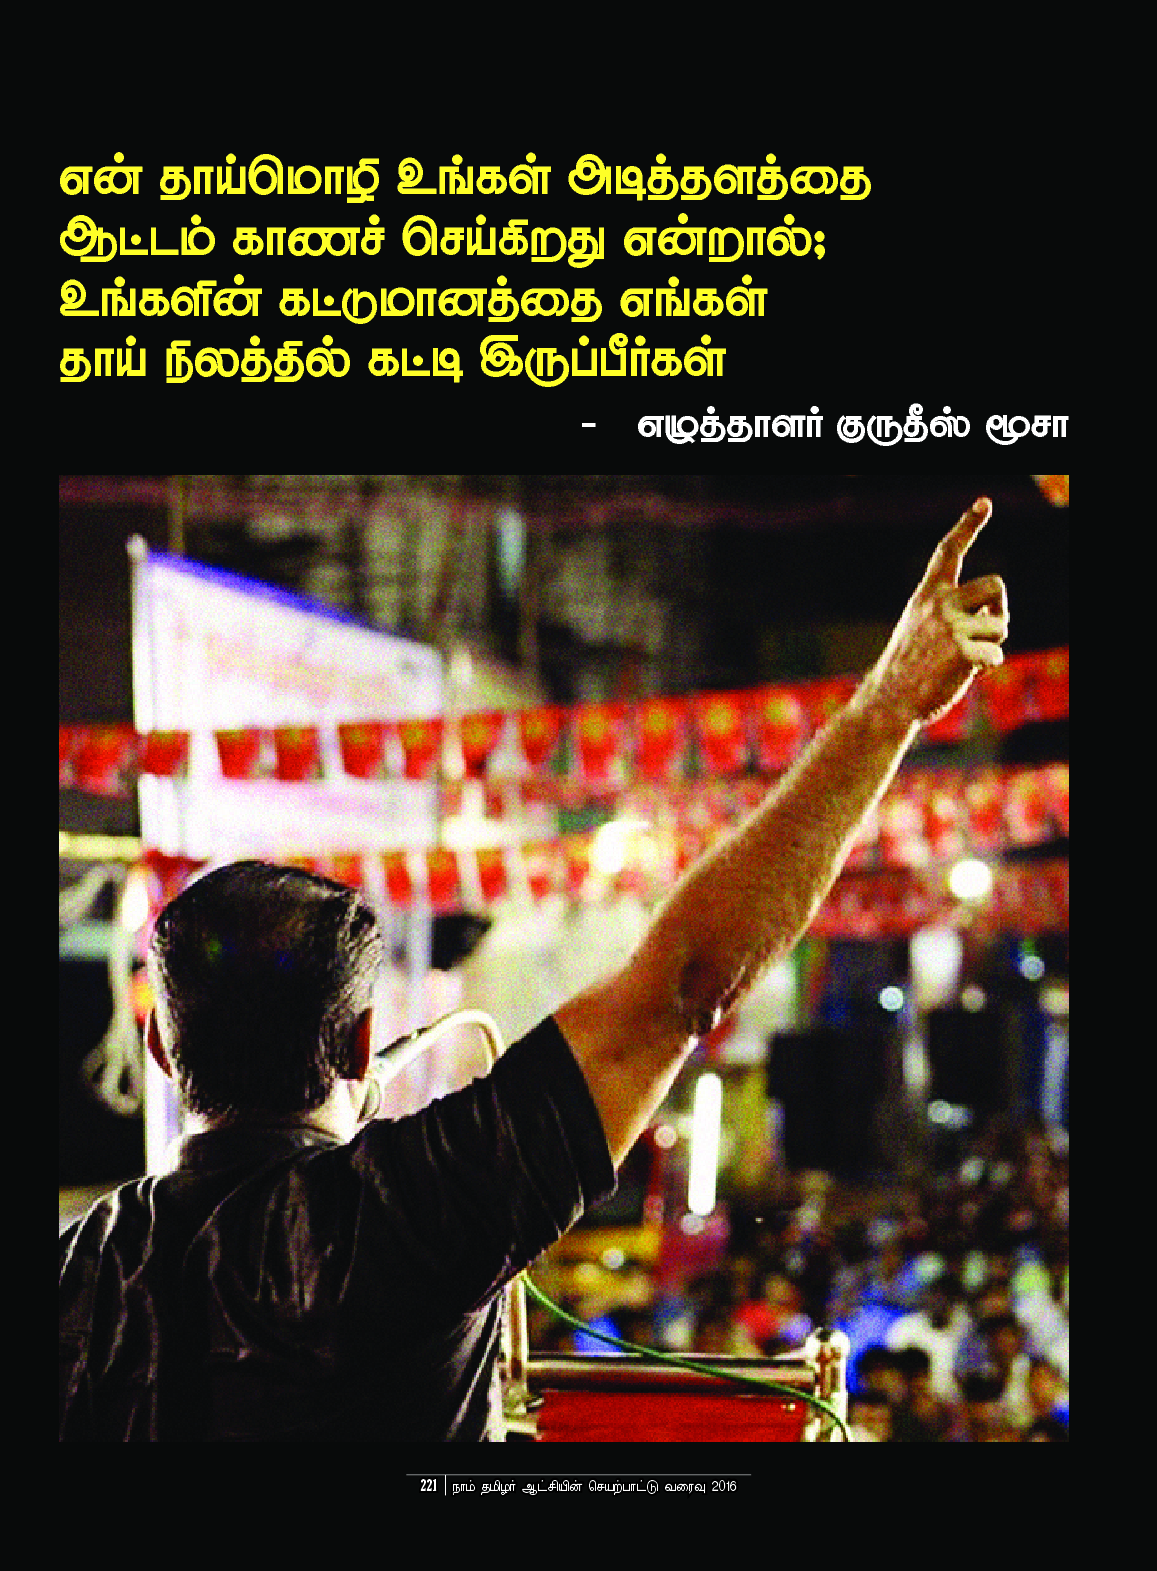 என் தாய்மொழி உங்கள் அடித்தளத்தை
ஆட்டம் காணச் செய்கிறது என்றால்;
உங்களின் கட்டுமானத்தை எங்கள்
தாய் நிலத்தில் கட்டி இருப்பீர்கள்
- எழுத்தாளர் குருதீஸ் மூசா
221 | நாம் தமிழர் ஆட்சியின் செயற்பாட்டு வரைவு 2016